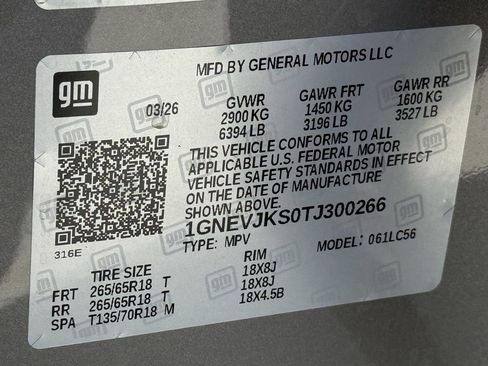 MFD BY GENERAL MOTORS LLC
gm
03/26
GVWR GAWR FRT GAWR RR
2900 KG 1450 KG 1600 KG
6394 LB 3196 LB 3527 LB
THIS VEHICLE CONFORMS TO ALL
APPLICABLE U.S. FEDERAL MOTOR
VEHICLE SAFETY STANDARDS IN EFFECT
ON THE DATE OF MANUFACTURE
SHOWN ABOVE.
1GNEVJKS0TJ300266
316E
TYPE: MPV MODEL: 061LC56
TIRE SIZE RIM
FRT 265/65R18 T 18X8J
RR 265/65R18 T 18X8J
SPA T135/70R18 M 18X4.5B